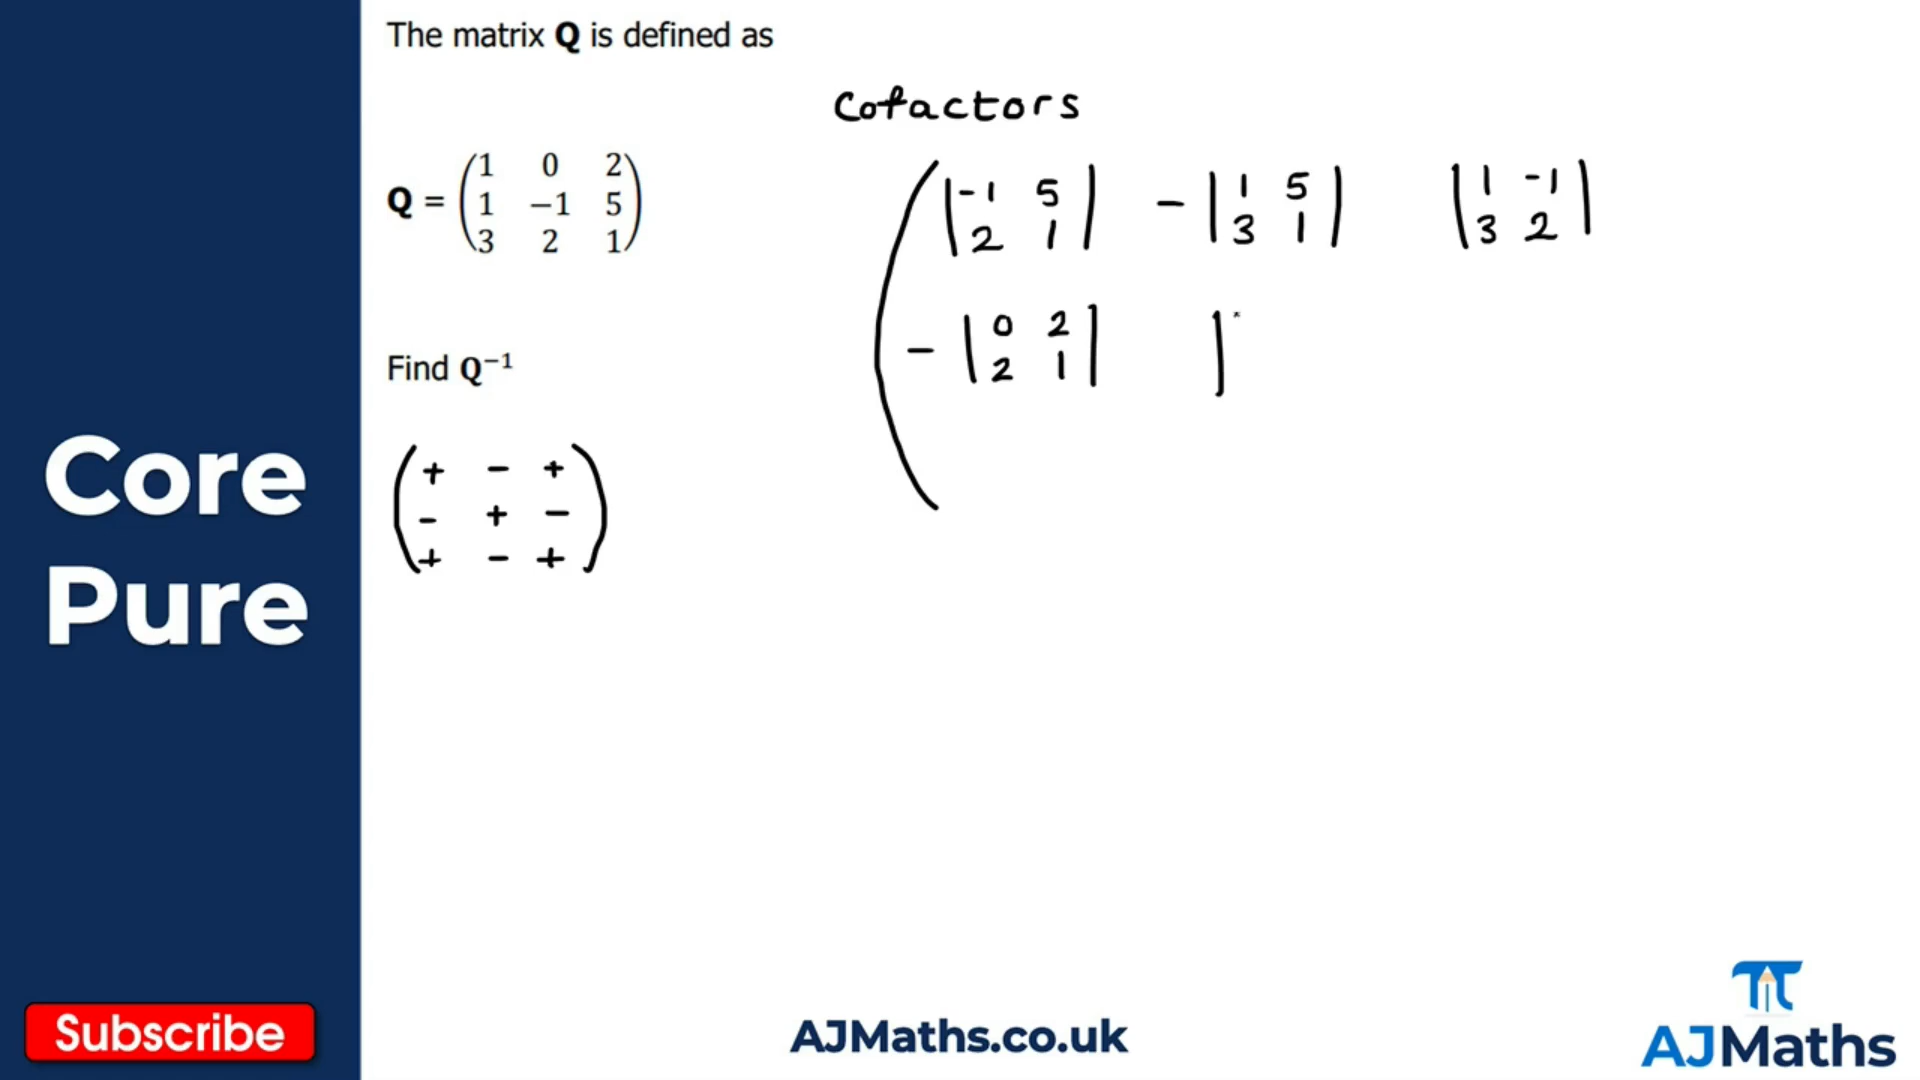 The matrix Q is defined as
Cofactors
Q = (1 0 2
1 −1 5
3 2 1)
(|-1 5
2 1| -|1 5
3 1| |1 -1
3 2|
-|0 2
2 1| |
Find Q⁻¹
(+ - +
- + -
+ - +)
Core
Pure
Subscribe
AJMaths.co.uk
AJMaths